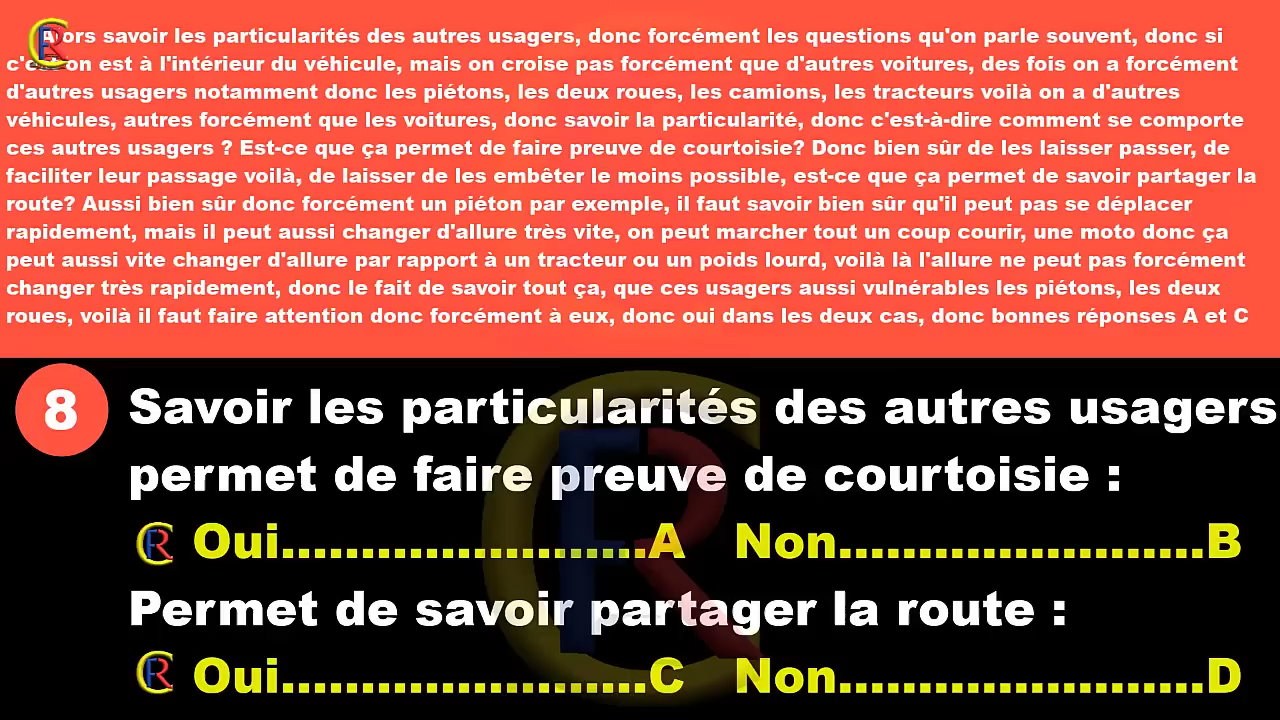 Alors savoir les particularités des autres usagers, donc forcément les questions qu'on parle souvent, donc si
c'est on est à l'intérieur du véhicule, mais on croise pas forcément que d'autres voitures, des fois on a forcément
d'autres usagers notamment donc les piétons, les deux roues, les camions, les tracteurs voilà on a d'autres
véhicules, autres forcément que les voitures, donc savoir la particularité, donc c'est-à-dire comment se comporte
ces autres usagers ? Est-ce que ça permet de faire preuve de courtoisie? Donc bien sûr de les laisser passer, de
faciliter leur passage voilà, de laisser de les embêter le moins possible, est-ce que ça permet de savoir partager la
route? Aussi bien sûr donc forcément un piéton par exemple, il faut savoir bien sûr qu'il peut pas se déplacer
rapidement, mais il peut aussi changer d'allure très vite, on peut marcher tout un coup courir, une moto donc ça
peut aussi vite changer d'allure par rapport à un tracteur ou un poids lourd, voilà là l'allure ne peut pas forcément
changer très rapidement, donc le fait de savoir tout ça, que ces usagers aussi vulnérables les piétons, les deux
roues, voilà il faut faire attention donc forcément à eux, donc oui dans les deux cas, donc bonnes réponses A et C
8 Savoir les particularités des autres usagers
permet de faire preuve de courtoisie :
Oui.......................A Non.......................B
Permet de savoir partager la route :
Oui.......................C Non.......................D